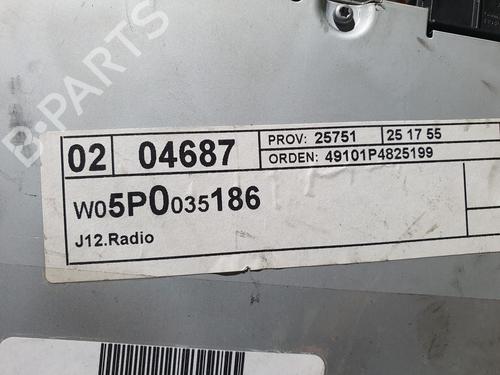 B-PARTS
02 04687 PROV: 25751 25 17 55
ORDEN: 49101P4825199
W05P0035186
J12.Radio